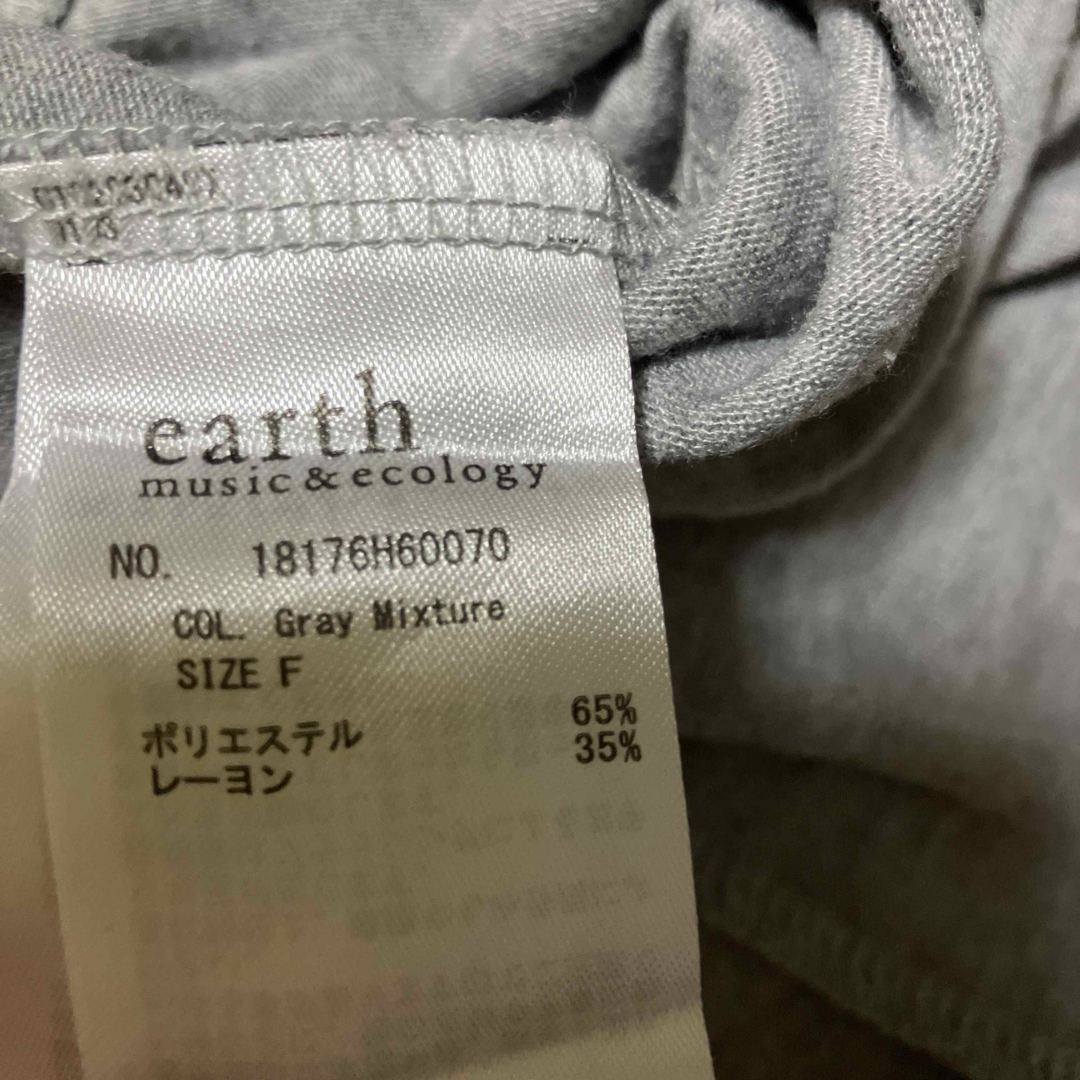 earth
music&ecology
NO. 18176H60070
COL. Gray Mixture
SIZE F
ポリエステル 65%
レーヨン 35%